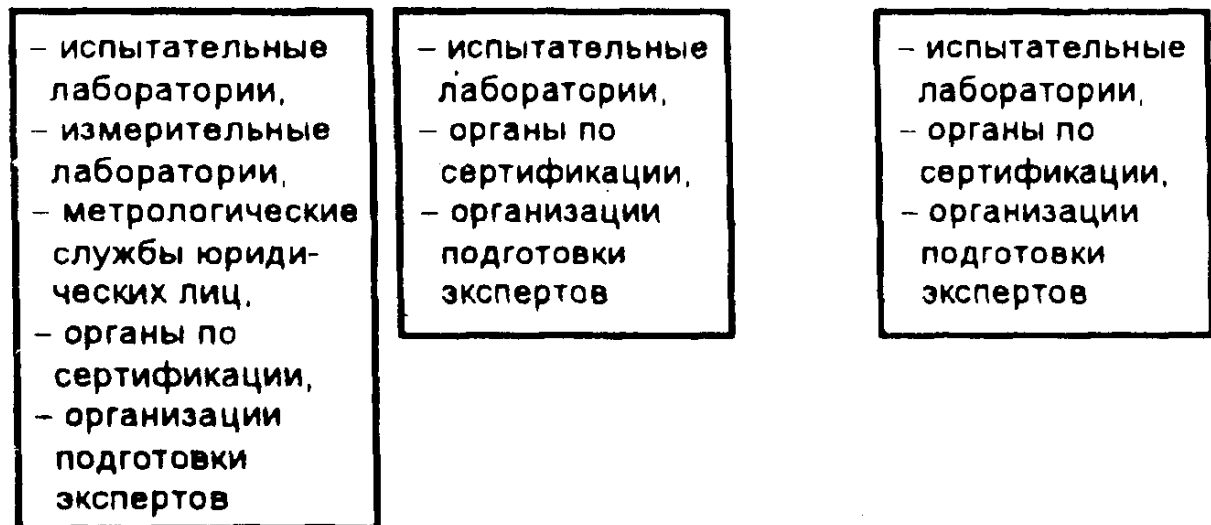 – испытательные
лаборатории,
– измерительные
лаборатории,
– метрологические
службы юриди-
ческих лиц,
– органы по
сертификации,
– организации
подготовки
экспертов
– испытательные
лаборатории,
– органы по
сертификации,
– организации
подготовки
экспертов
– испытательные
лаборатории,
– органы по
сертификации,
– организации
подготовки
экспертов